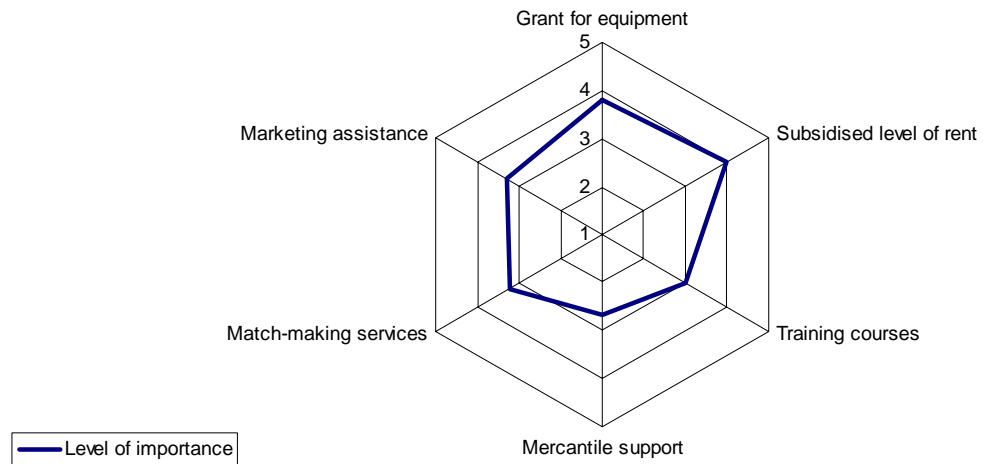 Grant for equipment
5
4
Marketing assistance
Subsidised level of rent
3
2
1
Match-making services
Training courses
Mercantile support
Level of importance